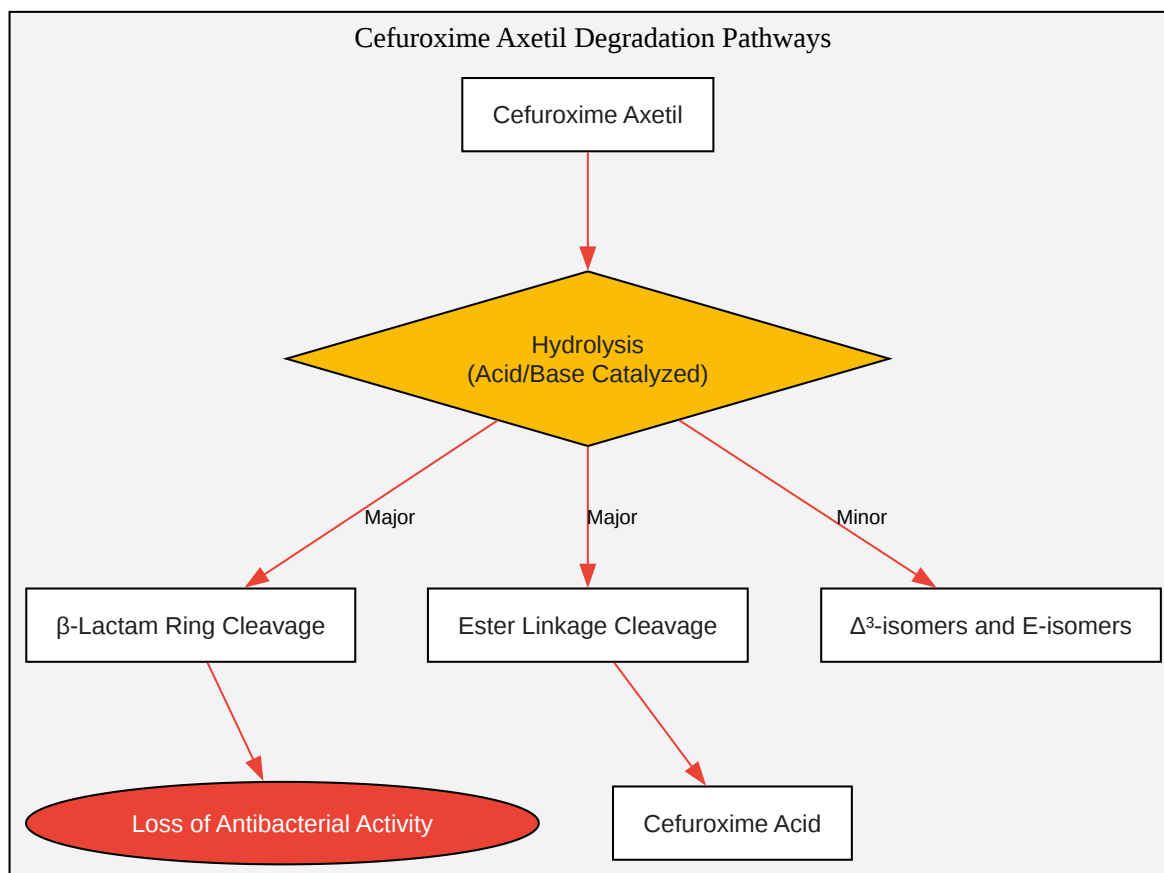 Cefuroxime Axetil Degradation Pathways
Cefuroxime Axetil
Hydrolysis
(Acid/Base Catalyzed)
Major
Major
Minor
β-Lactam Ring Cleavage
Ester Linkage Cleavage
Δ³-isomers and E-isomers
Loss of Antibacterial Activity
Cefuroxime Acid